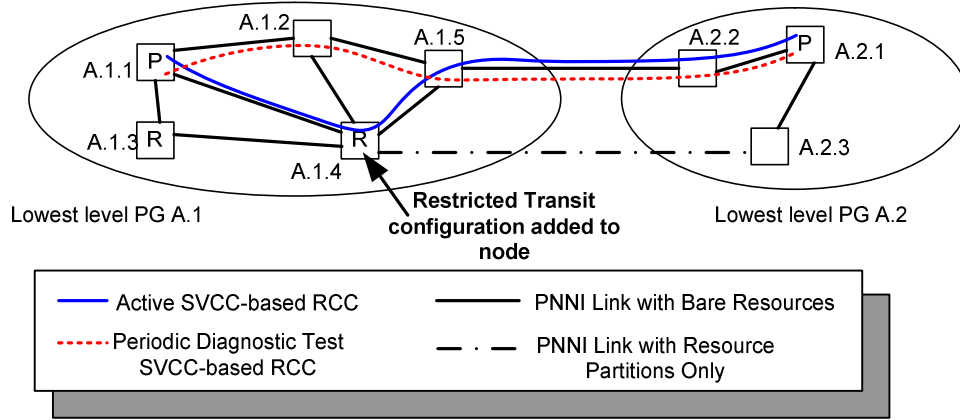 A.1.2
P
A.1.5
A.1.1
A.2.2
P
A.2.1
R
A.1.3
R
A.1.4
A.2.3
Restricted Transit
configuration added to
node
Lowest level PG A.1
Lowest level PG A.2
Active SVCC-based RCC
PNNI Link with Bare Resources
Periodic Diagnostic Test
SVCC-based RCC
PNNI Link with Resource
Partitions Only